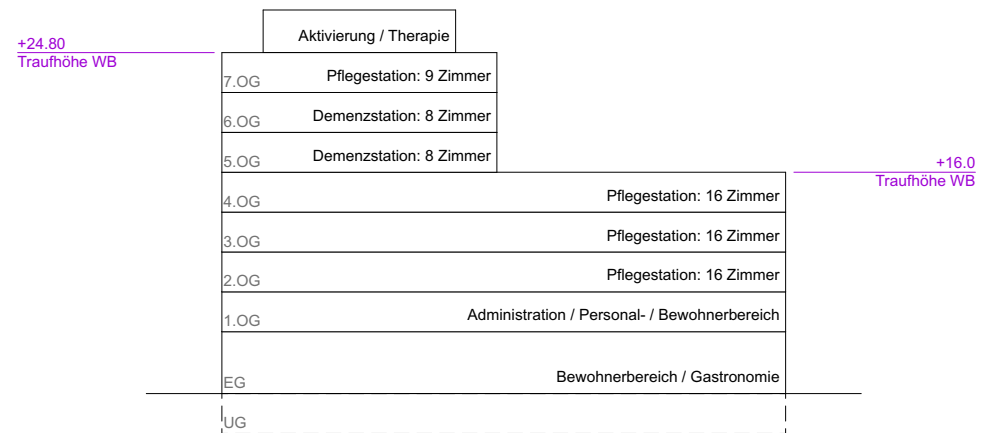 Aktivierung / Therapie
+24.80
Traufhöhe WB
7.OG Pflegestation: 9 Zimmer
6.OG Demenzstation: 8 Zimmer
5.OG Demenzstation: 8 Zimmer
+16.0
Traufhöhe WB
4.OG Pflegestation: 16 Zimmer
3.OG Pflegestation: 16 Zimmer
2.OG Pflegestation: 16 Zimmer
1.OG Administration / Personal- / Bewohnerbereich
EG Bewohnerbereich / Gastronomie
UG